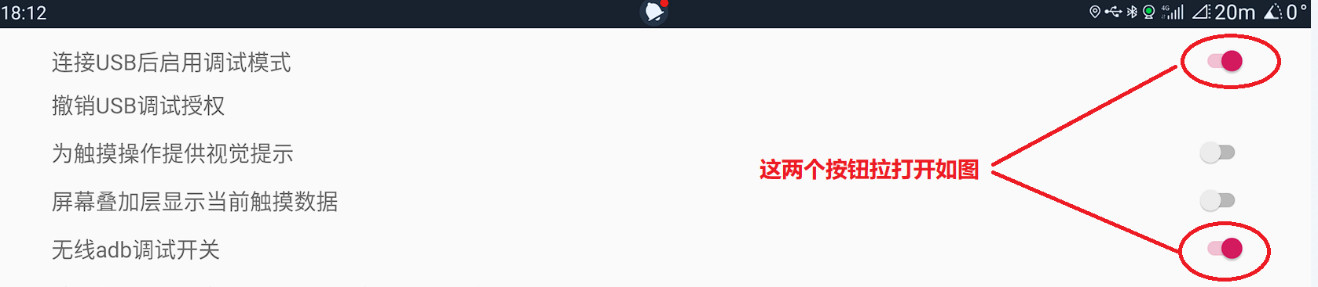 18:12
4G
20m
0°
连接USB后启用调试模式
撤销USB调试授权
为触摸操作提供视觉提示
这两个按钮拉打开如图
屏幕叠加层显示当前触摸数据
无线adb调试开关